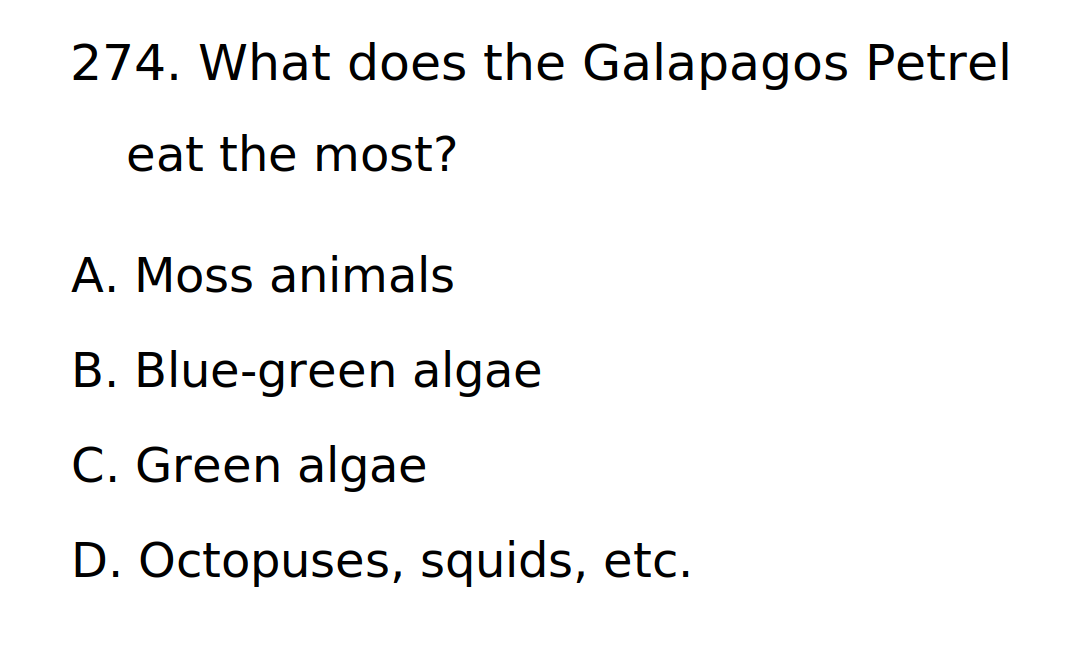 274. What does the Galapagos Petrel
eat the most?
A. Moss animals
B. Blue-green algae
C. Green algae
D. Octopuses, squids, etc.